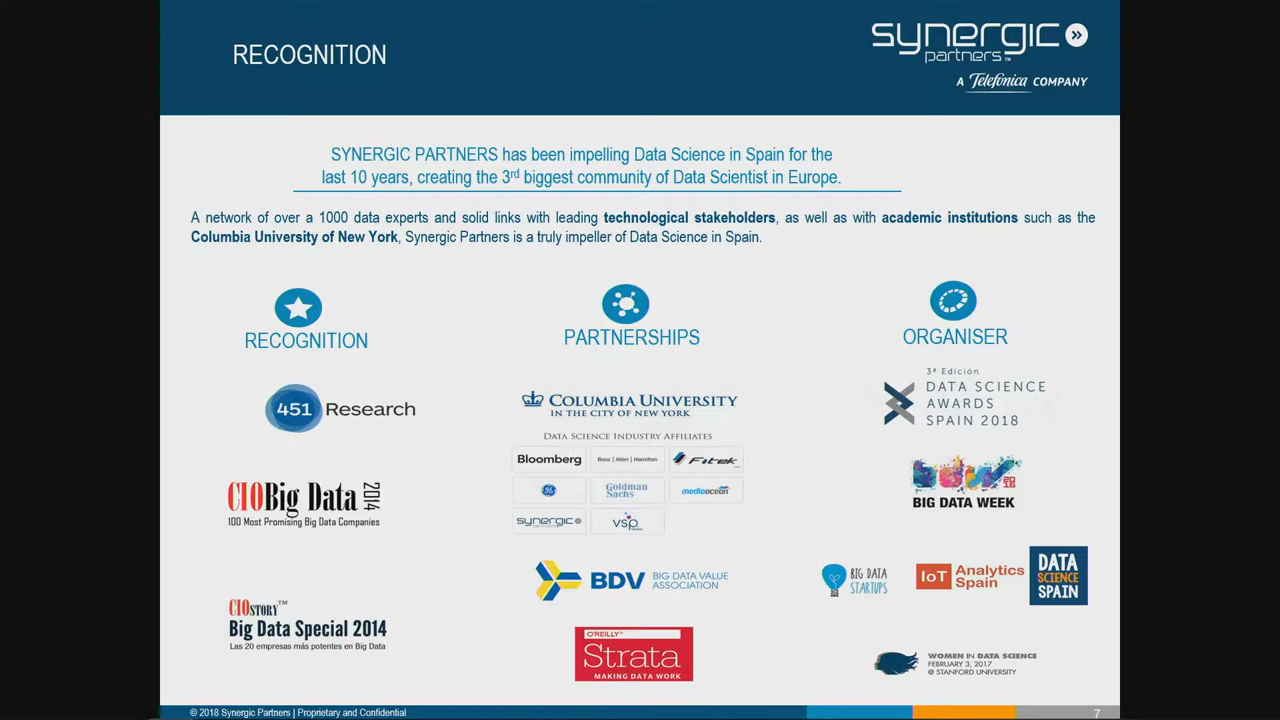 RECOGNITION
synergic
partners™
A Telefónica COMPANY
SYNERGIC PARTNERS has been impelling Data Science in Spain for the
last 10 years, creating the 3rd biggest community of Data Scientist in Europe.
A network of over a 1000 data experts and solid links with leading technological stakeholders, as well as with academic institutions such as the
Columbia University of New York, Synergic Partners is a truly impeller of Data Science in Spain.
RECOGNITION
451 Research
CIO Big Data 2014
100 Most Promising Big Data Companies
CIO STORY™
Big Data Special 2014
Las 20 empresas más potentes en Big Data
PARTNERSHIPS
COLUMBIA UNIVERSITY
IN THE CITY OF NEW YORK
DATA SCIENCE INDUSTRY AFFILIATES
Bloomberg
Booz | Allen | Hamilton
F tek
Goldman
Sachs
mediaocean
synergic
vsp
BDV BIG DATA VALUE
ASSOCIATION
O'REILLY®
Strata
MAKING DATA WORK
ORGANISER
3ª Edición
DATA SCIENCE
AWARDS
SPAIN 2018
BIG DATA WEEK
BIG DATA
STARTUPS
IoT Analytics
Spain
DATA
SCIENCE
SPAIN
WOMEN IN DATA SCIENCE
FEBRUARY 3, 2017
@ STANFORD UNIVERSITY
© 2018 Synergic Partners | Proprietary and Confidential
7